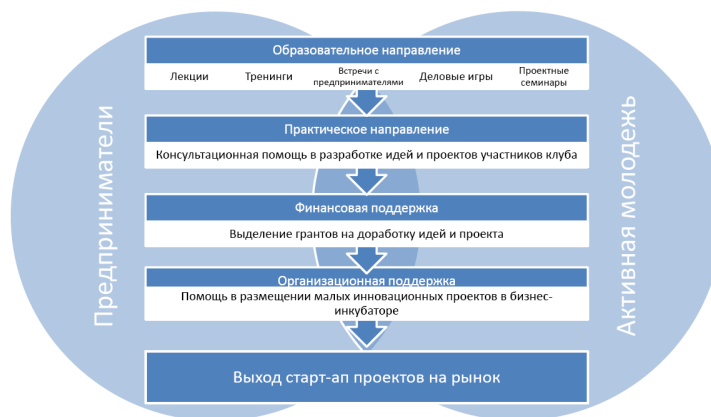 Образовательное направление
Лекции
Тренинги
Встречи с
предпринимателями
Деловые игры
Проектные
семинары
Практическое направление
Консультационная помощь в разработке идей и проектов участников клуба
Финансовая поддержка
Выделение грантов на доработку идей и проекта
Организационная поддержка
Помощь в размещении малых инновационных проектов в бизнес-
инкубаторе
Выход старт-ап проектов на рынок
Предприниматели
Активная молодежь